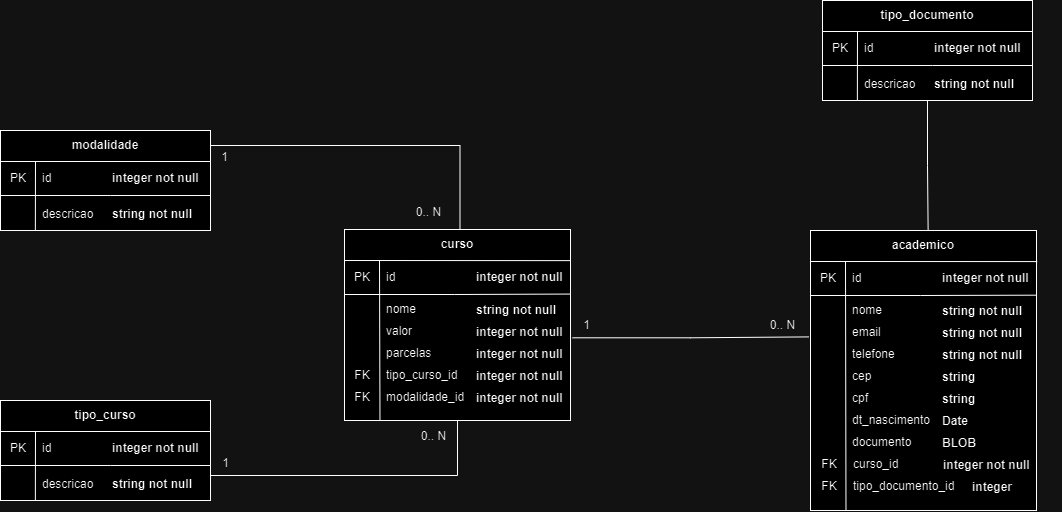 tipo_documento
PK id integer not null
descricao string not null
modalidade
PK id integer not null
descricao string not null
1
0.. N
curso
PK id integer not null
nome string not null
valor integer not null
parcelas integer not null
FK tipo_curso_id integer not null
FK modalidade_id integer not null
1
0.. N
academico
PK id integer not null
nome string not null
email string not null
telefone string not null
cep string
cpf string
dt_nascimento Date
documento BLOB
FK curso_id integer not null
FK tipo_documento_id integer
tipo_curso
PK id integer not null
descricao string not null
0.. N
1